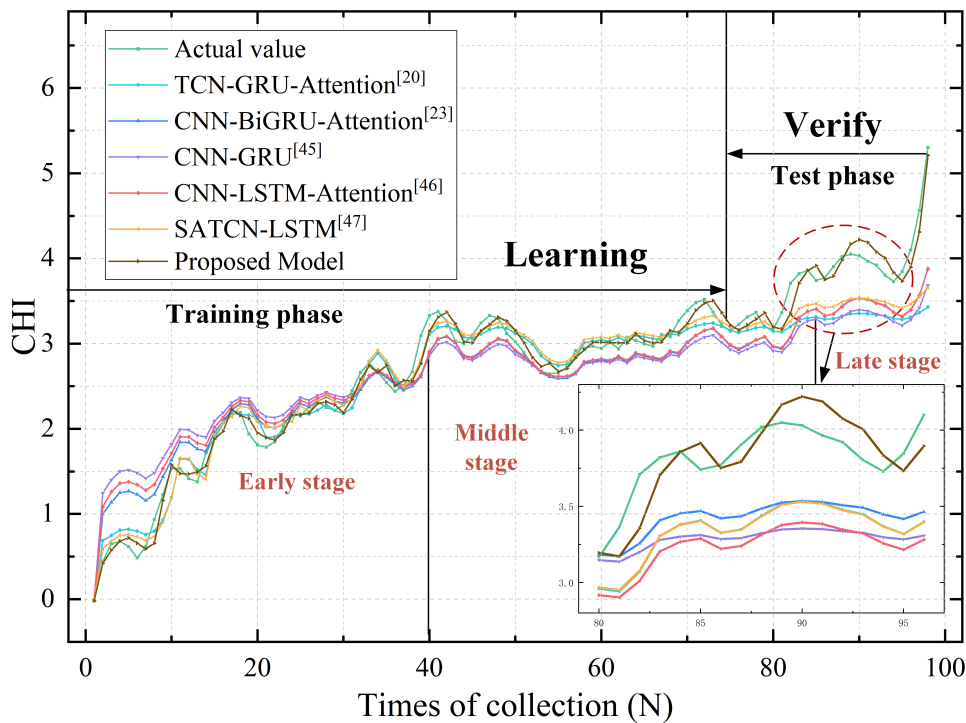 Actual value
TCN-GRU-Attention[20]
CNN-BiGRU-Attention[23]
CNN-GRU[45]
CNN-LSTM-Attention[46]
SATCN-LSTM[47]
Proposed Model
Verify
Test phase
Learning
Training phase
Late stage
Middle
stage
Early stage
CHI
6
5
4
3
2
1
0
4.0
3.5
3.0
80 85 90 95
0 20 40 60 80 100
Times of collection (N)